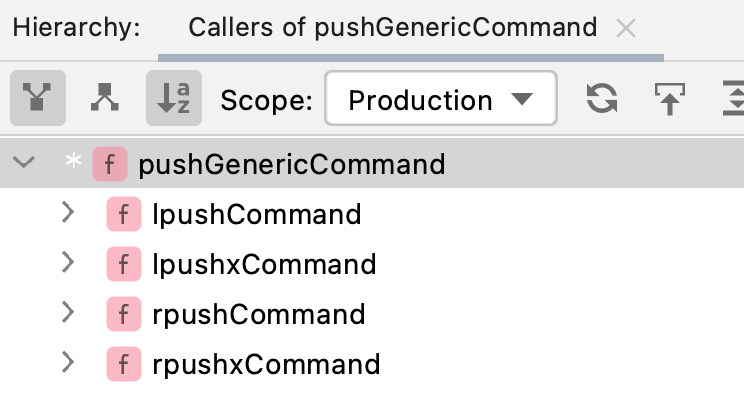 Hierarchy: Callers of pushGenericCommand
Scope: Production
* f pushGenericCommand
f lpushCommand
f lpushxCommand
f rpushCommand
f rpushxCommand